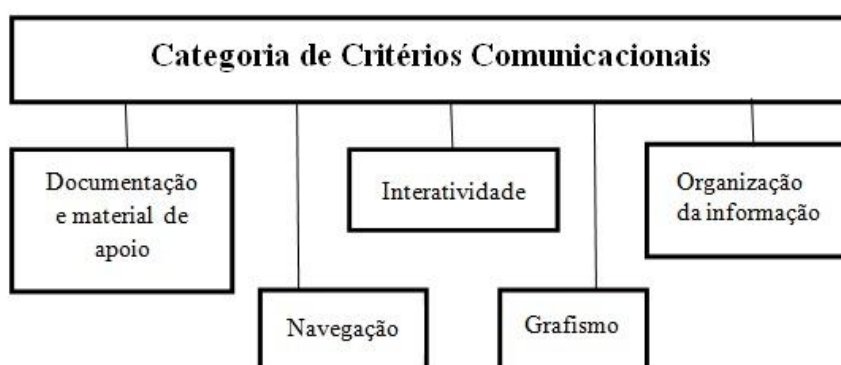 Categoria de Critérios Comunicacionais
Documentação
e material de
apoio
Navegação
Interatividade
Grafismo
Organização
da informação